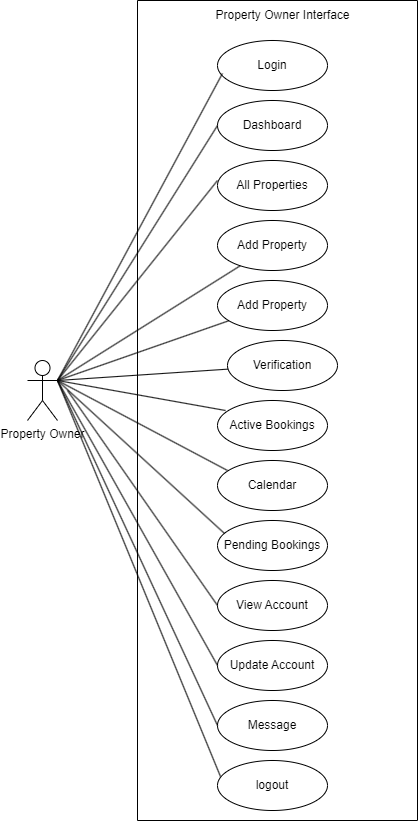 Property Owner Interface
Login
Dashboard
All Properties
Add Property
Add Property
Verification
Property Owner
Active Bookings
Calendar
Pending Bookings
View Account
Update Account
Message
logout